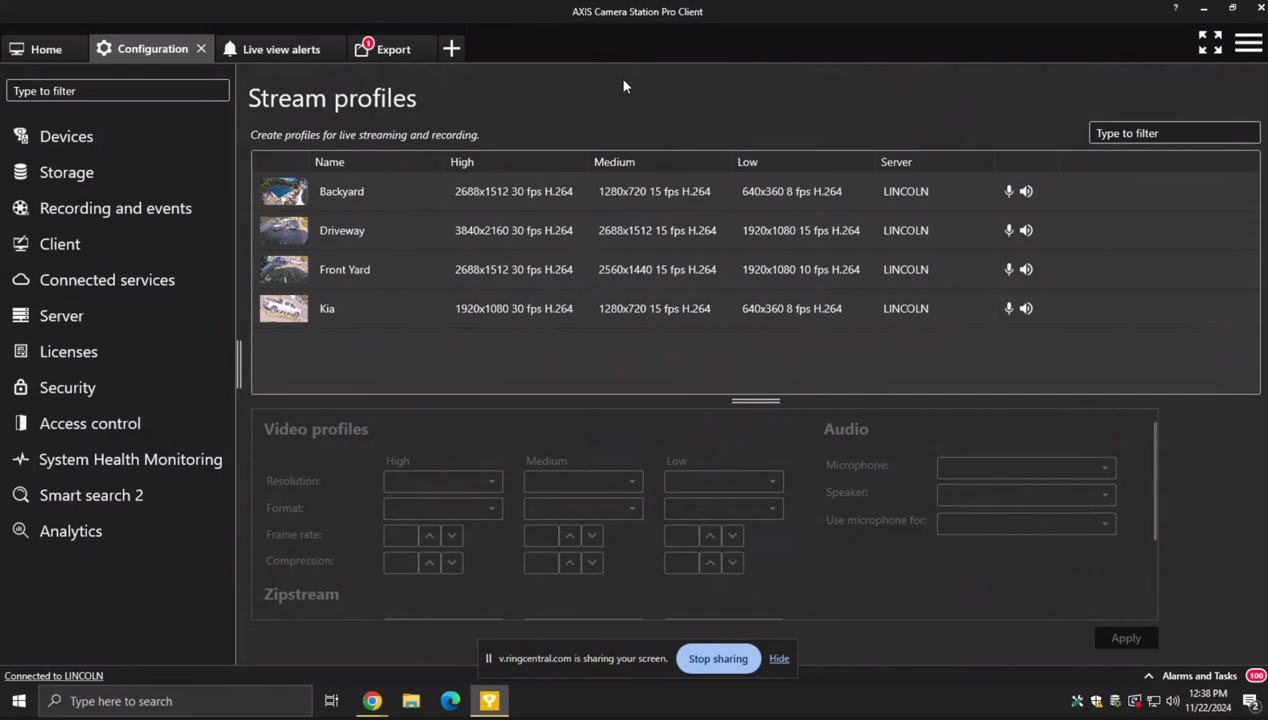 AXIS Camera Station Pro Client
?
Home
Configuration
Live view alerts
1
Export
Type to filter
Devices
Storage
Recording and events
Client
Connected services
Server
Licenses
Security
Access control
System Health Monitoring
Smart search 2
Analytics
Stream profiles
Create profiles for live streaming and recording.
Type to filter
Name High Medium Low Server
Backyard 2688x1512 30 fps H.264 1280x720 15 fps H.264 640x360 8 fps H.264 LINCOLN
Driveway 3840x2160 30 fps H.264 2688x1512 15 fps H.264 1920x1080 15 fps H.264 LINCOLN
Front Yard 2688x1512 30 fps H.264 2560x1440 15 fps H.264 1920x1080 10 fps H.264 LINCOLN
Kia 1920x1080 30 fps H.264 1280x720 15 fps H.264 640x360 8 fps H.264 LINCOLN
Video profiles
High Medium Low
Resolution:
Format:
Frame rate:
Compression:
Zipstream
Audio
Microphone:
Speaker:
Use microphone for:
Apply
v.ringcentral.com is sharing your screen. Stop sharing Hide
Connected to LINCOLN
Alarms and Tasks 100
Type here to search
12:38 PM
11/22/2024
2